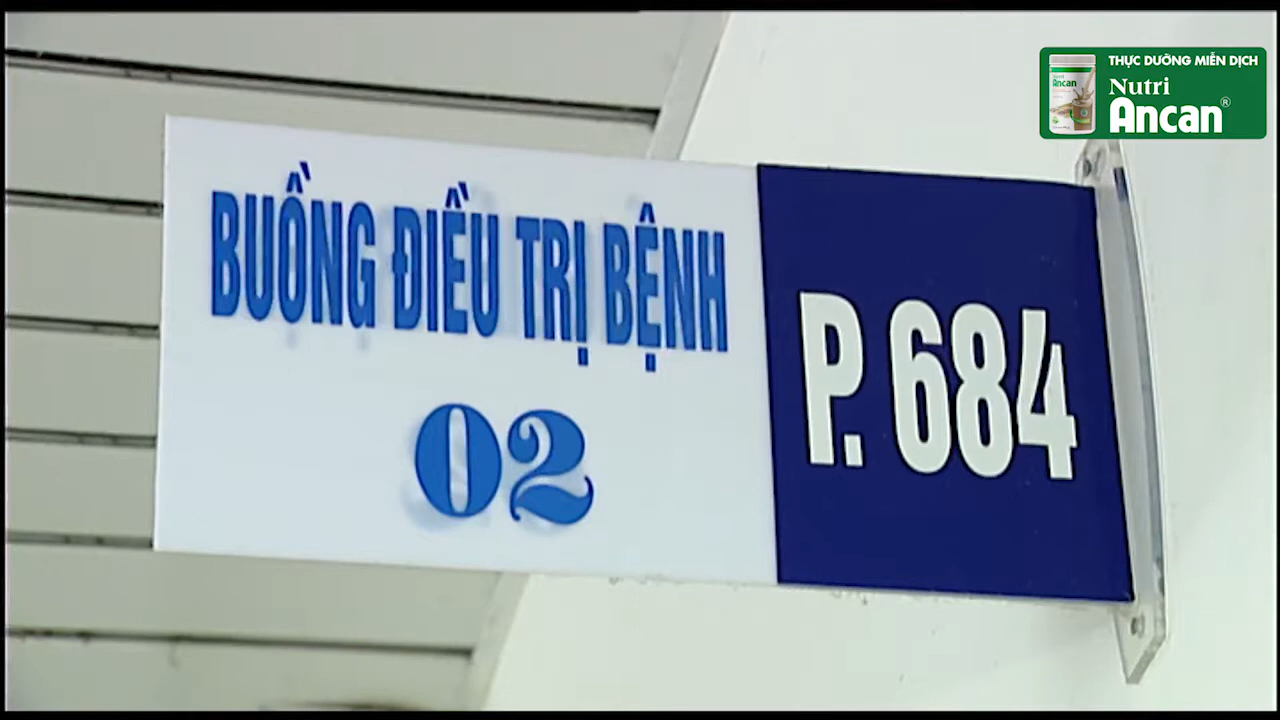 THỰC DƯỠNG MIỄN DỊCH
Nutri
Ancan®
BUỒNG ĐIỀU TRỊ BỆNH
02
P. 684